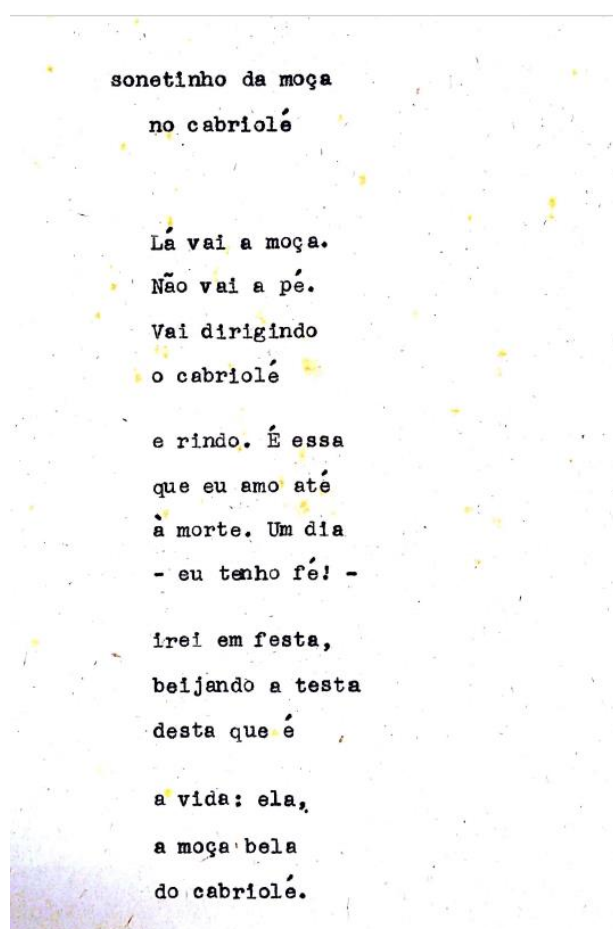 sonetinho da moça
no cabriolé
Lá vai a moça.
Não vai a pé.
Vai dirigindo
o cabriolé
e rindo. É essa
que eu amo até
à morte. Um dia
- eu tenho fé! -
irei em festa,
beijando a testa
desta que é
a vida: ela,
a moça bela
do cabriolé.